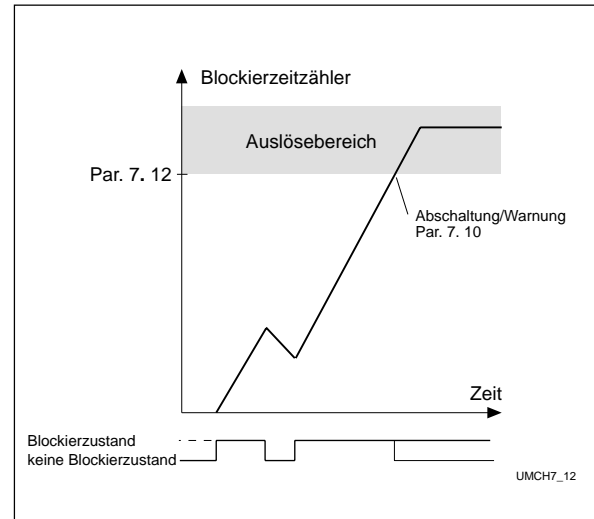 Blockierzeitzähler
Auslösebereich
Par. 7. 12
Abschaltung/Warnung
Par. 7. 10
Zeit
Blockierzustand
keine Blockierzustand
UMCH7_12